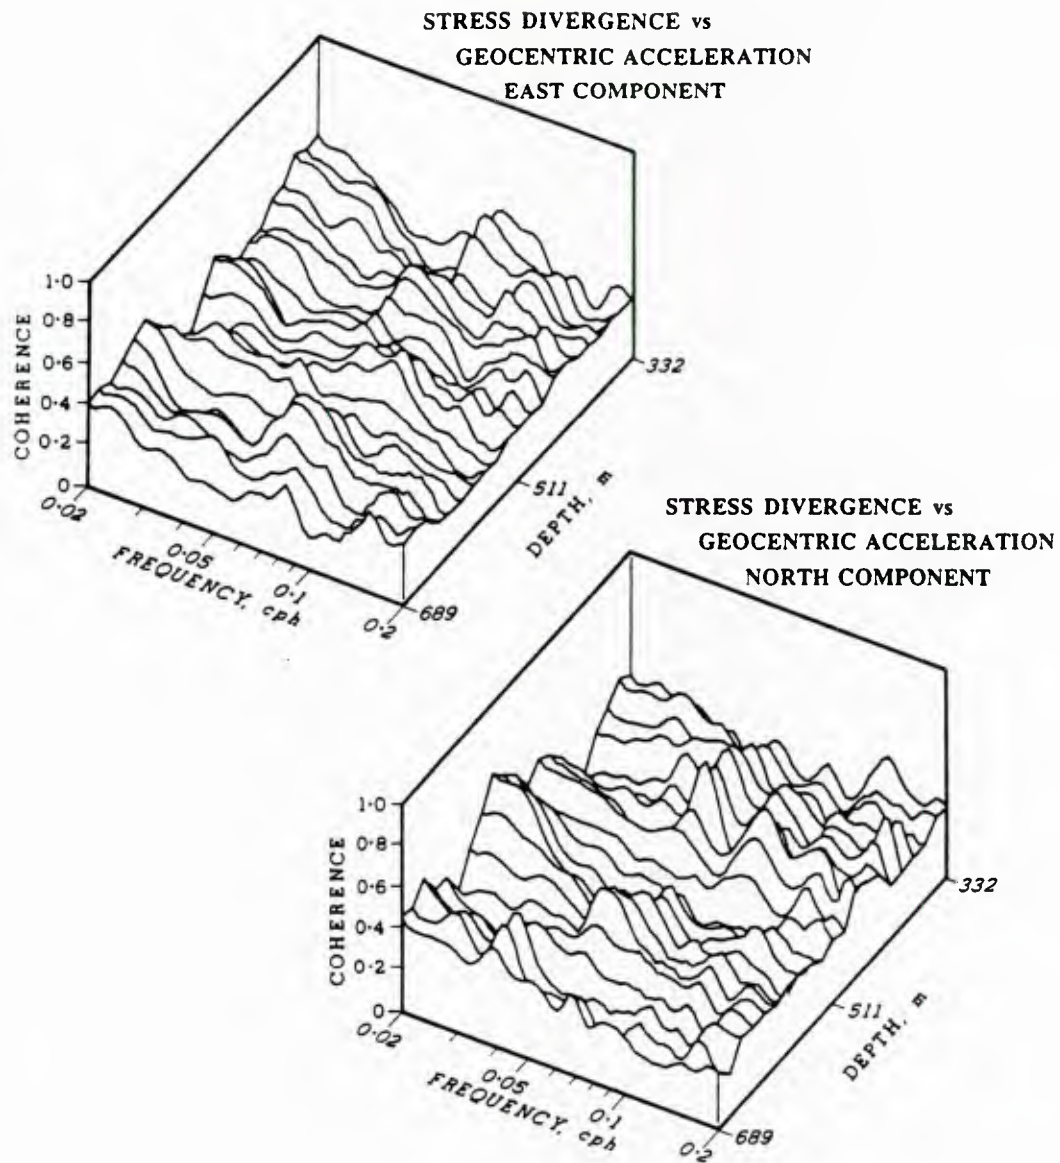 STRESS DIVERGENCE vs
GEOCENTRIC ACCELERATION
EAST COMPONENT
COHERENCE
1·0
0·8
0·6
0·4
0·2
0
0·02
0·05
0·1
0·2
FREQUENCY, cph
332
511
689
DEPTH, m
STRESS DIVERGENCE vs
GEOCENTRIC ACCELERATION
NORTH COMPONENT
COHERENCE
1·0
0·8
0·6
0·4
0·2
0
0·02
0·05
0·1
0·2
FREQUENCY, cph
332
511
689
DEPTH, m